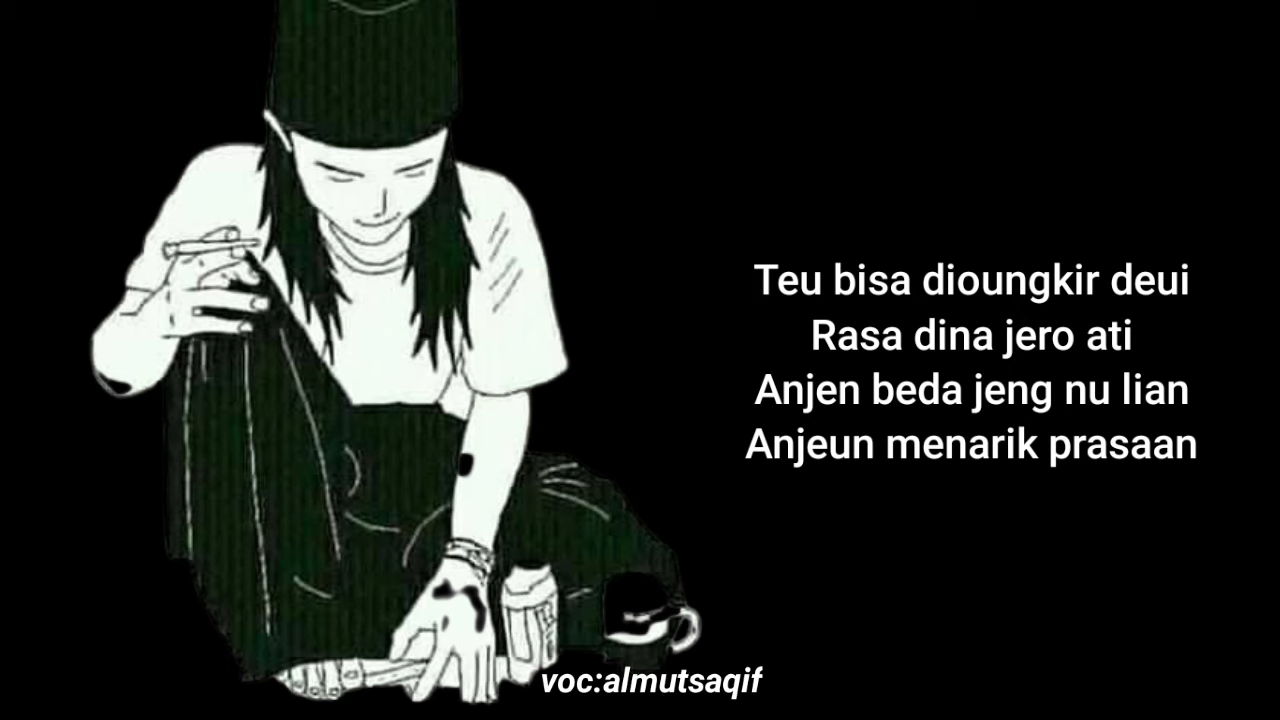 Teu bisa dioungkir deui
Rasa dina jero ati
Anjen beda jeng nu lian
Anjeun menarik prasaan
voc:almutsaqif